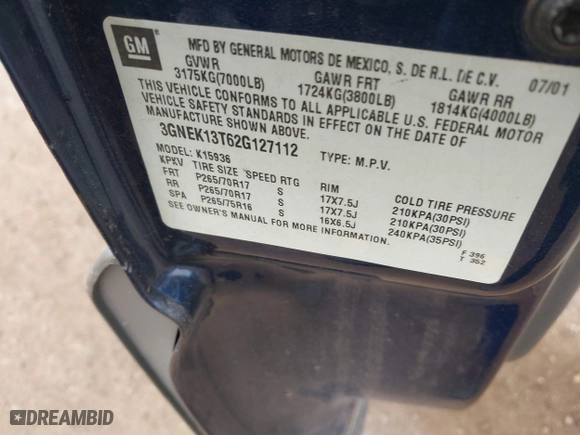 GM
MFD BY GENERAL MOTORS DE MEXICO, S. DE R.L. DE C.V. 07/01
GVWR GAWR FRT GAWR RR
3175KG(7000LB) 1724KG(3800LB) 1814KG(4000LB)
THIS VEHICLE CONFORMS TO ALL APPLICABLE U.S. FEDERAL MOTOR
VEHICLE SAFETY STANDARDS IN EFFECT ON THE DATE OF
MANUFACTURE SHOWN ABOVE.
3GNEK13T62G127112 TYPE: M.P.V.
MODEL: K15936
KPKV TIRE SIZE SPEED RTG RIM COLD TIRE PRESSURE
FRT P265/70R17 S 17X7.5J 210KPA(30PSI)
RR P265/70R17 S 17X7.5J 210KPA(30PSI)
SPA P265/75R16 S 16X6.5J 240KPA(35PSI)
SEE OWNER'S MANUAL FOR MORE INFORMATION.
F 396
T 352
DREAMBID